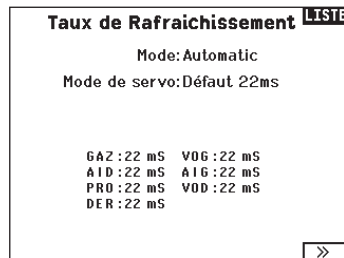 Taux de Rafraichissement LISTE
Mode:Automatic
Mode de servo:Défaut 22ms
GAZ:22 mS VOG:22 mS
AID:22 mS AIG:22 mS
PRO:22 mS VOD:22 mS
DER:22 mS
>>